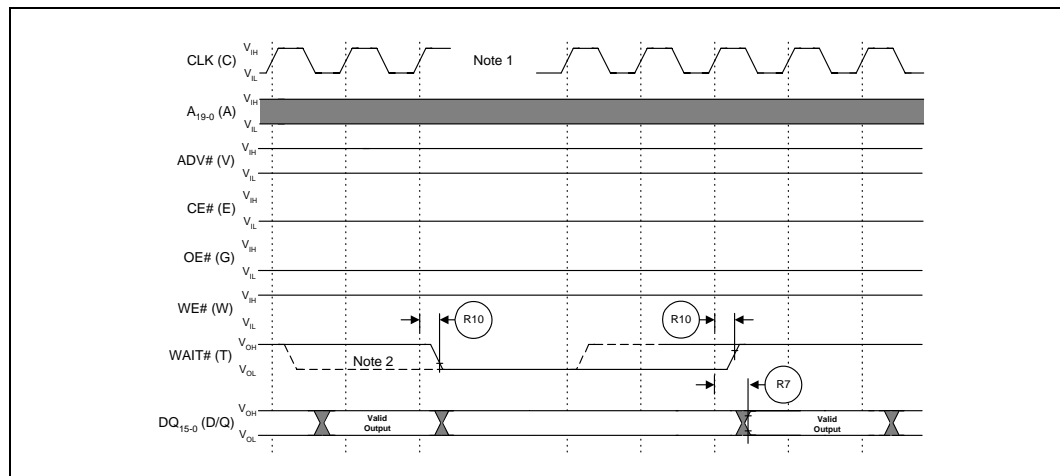 CLK (C)
V_IH
V_IL
Note 1
A_19-0 (A)
V_IH
V_IL
ADV# (V)
V_IH
V_IL
CE# (E)
V_IH
V_IL
OE# (G)
V_IH
V_IL
WE# (W)
V_IH
V_IL
R10
R10
WAIT# (T)
V_OH
V_OL
Note 2
R7
DQ_15-0 (D/Q)
V_OH
V_OL
Valid
Output
Valid
Output